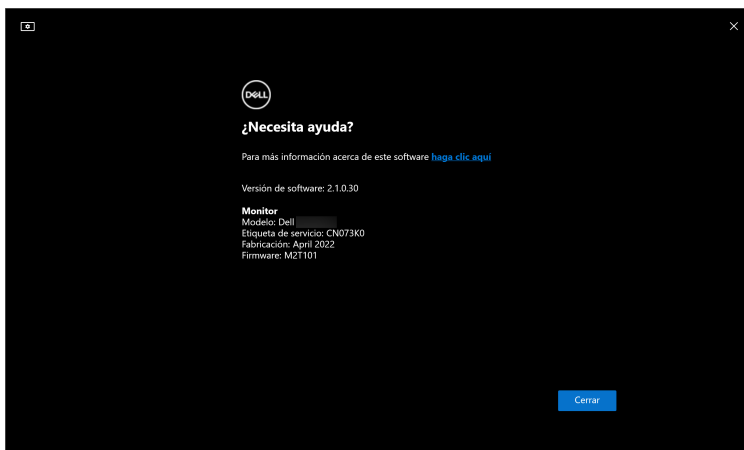 DELL
¿Necesita ayuda?
Para más información acerca de este software haga clic aquí
Versión de software: 2.1.0.30
Monitor
Modelo: Dell
Etiqueta de servicio: CN073K0
Fabricación: April 2022
Firmware: M2T101
Cerrar